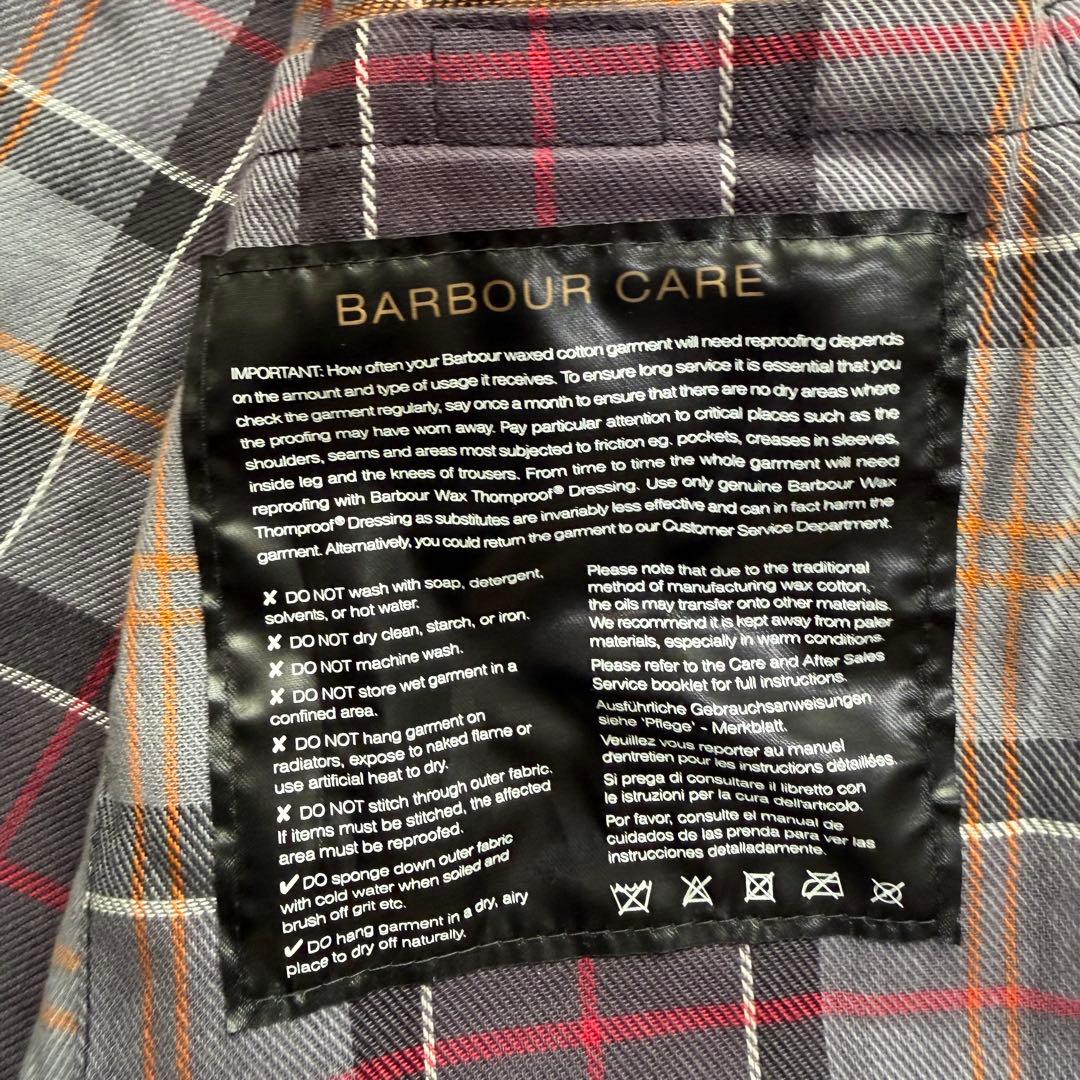 BARBOUR CARE
IMPORTANT: How often your Barbour waxed cotton garment will need reproofing depends
on the amount and type of usage it receives. To ensure long service it is essential that you
check the garment regularly, say once a month to ensure that there are no dry areas where
the proofing may have worn away. Pay particular attention to critical places such as the
shoulders, seams and areas most subjected to friction eg. pockets, creases in sleeves,
inside leg and the knees of trousers. From time to time the whole garment will need
reproofing with Barbour Wax Thornproof® Dressing. Use only genuine Barbour Wax
Thornproof® Dressing as substitutes are invariably less effective and can in fact harm the
garment. Alternatively, you could return the garment to our Customer Service Department.
✘ DO NOT wash with soap, detergent,
solvents, or hot water.
✘ DO NOT dry clean, starch, or iron.
✘ DO NOT machine wash.
✘ DO NOT store wet garment in a
confined area.
✘ DO NOT hang garment on
radiators, expose to naked flame or
use artificial heat to dry.
✘ DO NOT stitch through outer fabric.
If items must be stitched, the affected
area must be reproofed.
✔ DO sponge down outer fabric
with cold water when soiled and
brush off grit etc.
✔ DO hang garment in a dry, airy
place to dry off naturally.
Please note that due to the traditional
method of manufacturing wax cotton,
the oils may transfer onto other materials.
We recommend it is kept away from paler
materials, especially in warm conditions.
Please refer to the Care and After Sales
Service booklet for full instructions.
Ausführliche Gebrauchsanweisungen
siehe 'Pflege' - Merkblatt.
Veuillez vous reporter au manuel
d'entretien pour les instructions détaillées.
Si prega di consultare il libretto con
le istruzioni per la cura dell'articolo.
Por favor, consulte el manual de
cuidados de las prenda para ver las
instrucciones detalladamente.